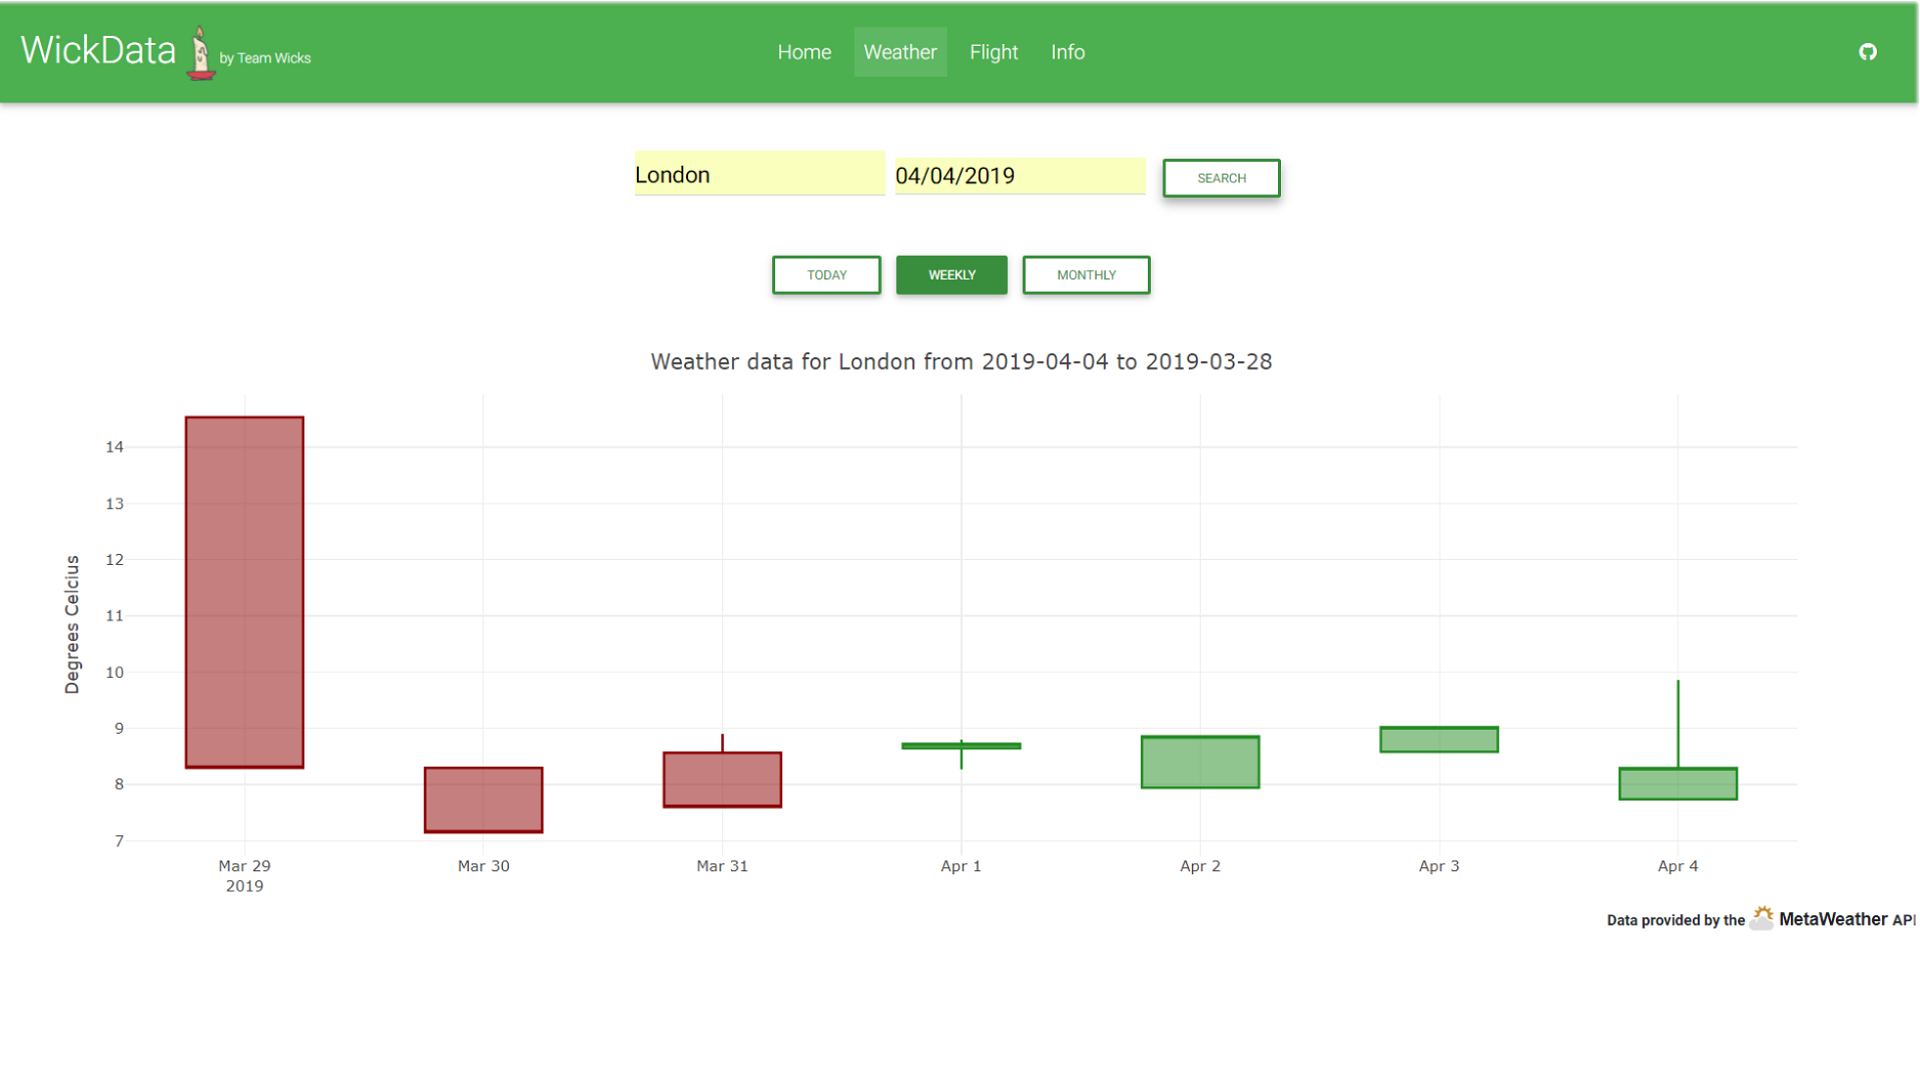 WickData by Team Wicks
Home Weather Flight Info
London 04/04/2019 SEARCH
TODAY WEEKLY MONTHLY
Weather data for London from 2019-04-04 to 2019-03-28
Degrees Celcius
14
13
12
11
10
9
8
7
Mar 29 Mar 30 Mar 31 Apr 1 Apr 2 Apr 3 Apr 4
2019
Data provided by the MetaWeather API